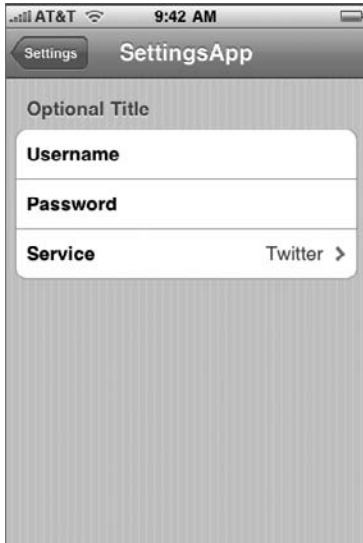 AT&T 9:42 AM
Settings SettingsApp
Optional Title
Username
Password
Service Twitter